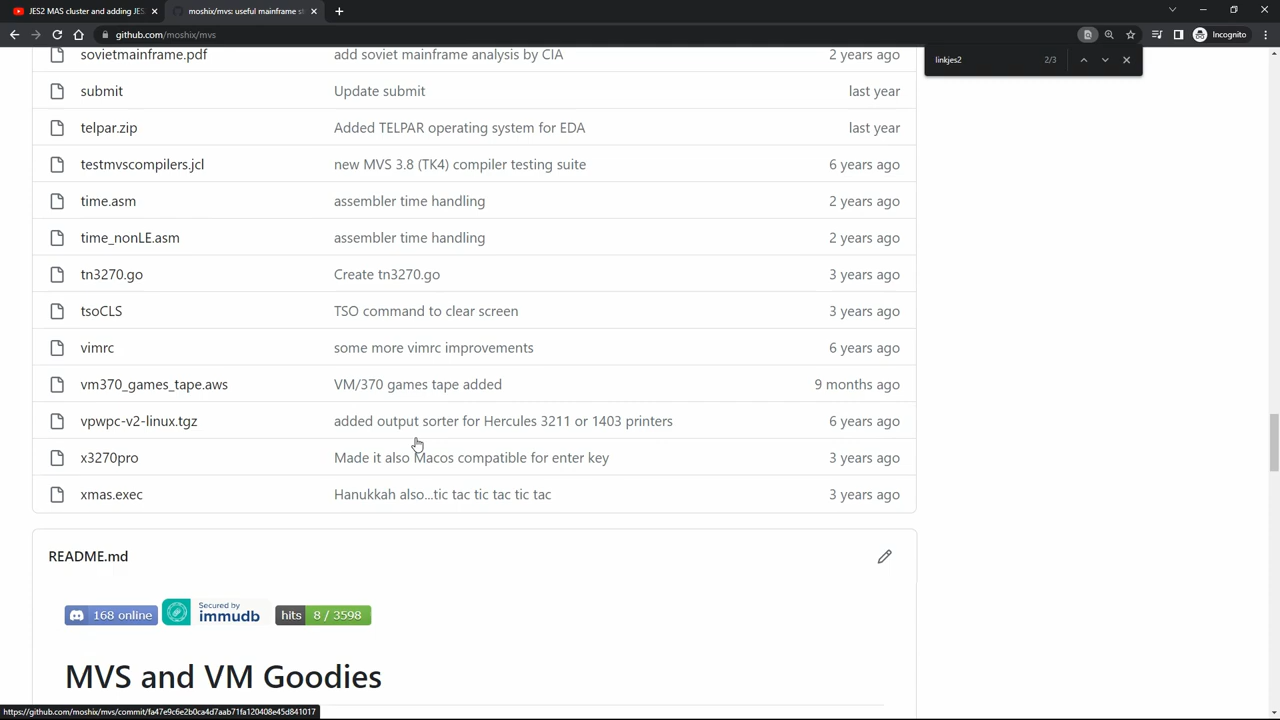 JES2 MAS cluster and adding JES
moshix/mvs: useful mainframe s
github.com/moshix/mvs
Incognito
linkjes2 2/3
sovietmainframe.pdf add soviet mainframe analysis by CIA 2 years ago
submit Update submit last year
telpar.zip Added TELPAR operating system for EDA last year
testmvscompilers.jcl new MVS 3.8 (TK4) compiler testing suite 6 years ago
time.asm assembler time handling 2 years ago
time_nonLE.asm assembler time handling 2 years ago
tn3270.go Create tn3270.go 3 years ago
tsoCLS TSO command to clear screen 3 years ago
vimrc some more vimrc improvements 6 years ago
vm370_games_tape.aws VM/370 games tape added 9 months ago
vpwpc-v2-linux.tgz added output sorter for Hercules 3211 or 1403 printers 6 years ago
x3270pro Made it also Macos compatible for enter key 3 years ago
xmas.exec Hanukkah also...tic tac tic tac tic tac 3 years ago
README.md
168 online Secured by immudb hits 8 / 3598
MVS and VM Goodies
https://github.com/moshix/mvs/commit/fa47e9c6e2b0ca4d7aab71fa120408e45d841017